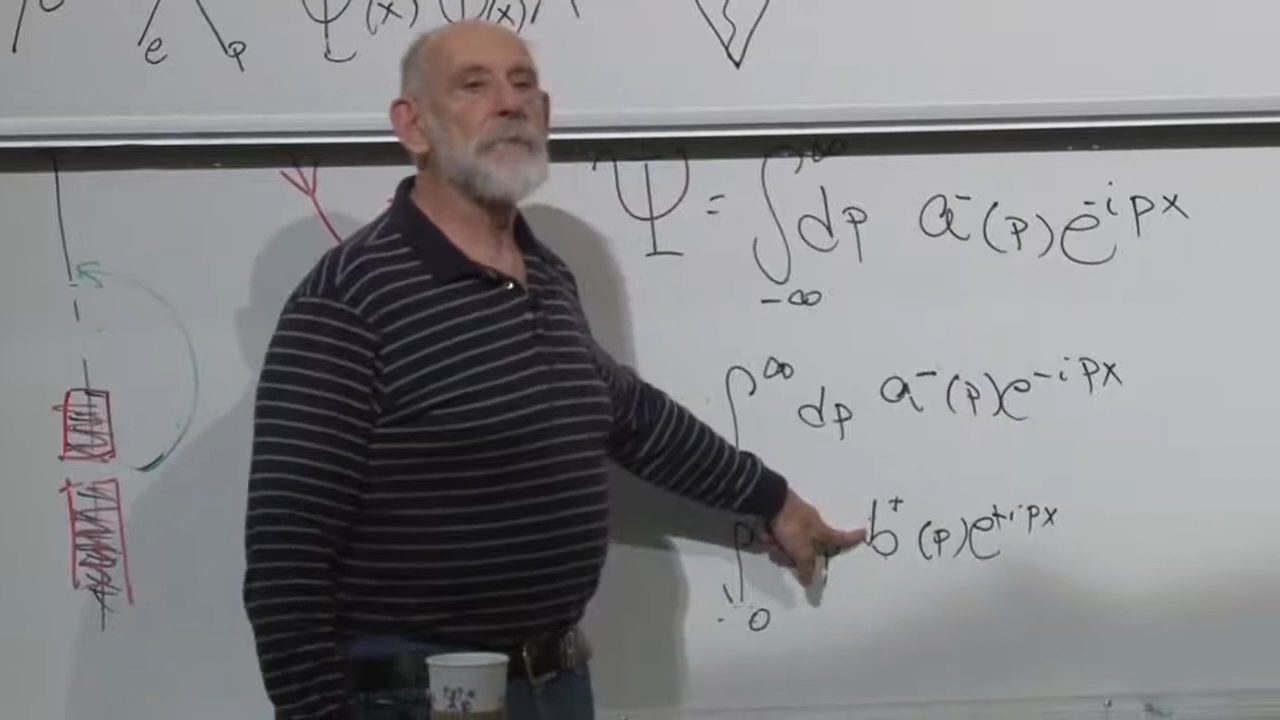 e p Ψ(x) Φ(x)
Ψ = ∫_{-∞}^{∞} dp a⁻(p) e^{-ipx}
∫^{∞} dp a⁻(p) e^{-ipx}
∫_{0} b⁺(p) e^{+ipx}